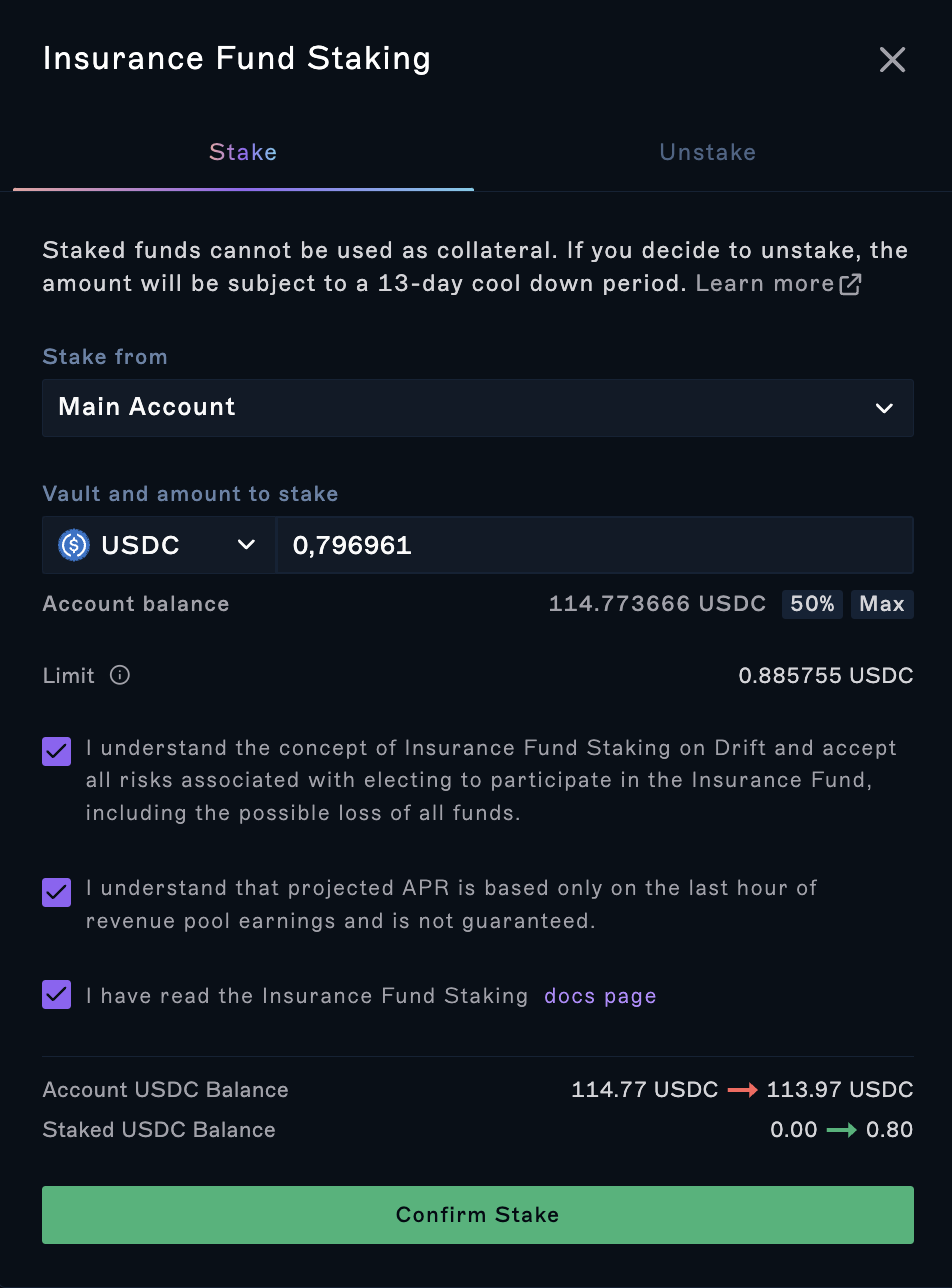 Insurance Fund Staking
Stake
Unstake
Staked funds cannot be used as collateral. If you decide to unstake, the
amount will be subject to a 13-day cool down period. Learn more
Stake from
Main Account
Vault and amount to stake
USDC
0,796961
Account balance
114.773666 USDC
50%
Max
Limit
0.885755 USDC
I understand the concept of Insurance Fund Staking on Drift and accept
all risks associated with electing to participate in the Insurance Fund,
including the possible loss of all funds.
I understand that projected APR is based only on the last hour of
revenue pool earnings and is not guaranteed.
I have read the Insurance Fund Staking docs page
Account USDC Balance
114.77 USDC → 113.97 USDC
Staked USDC Balance
0.00 → 0.80
Confirm Stake